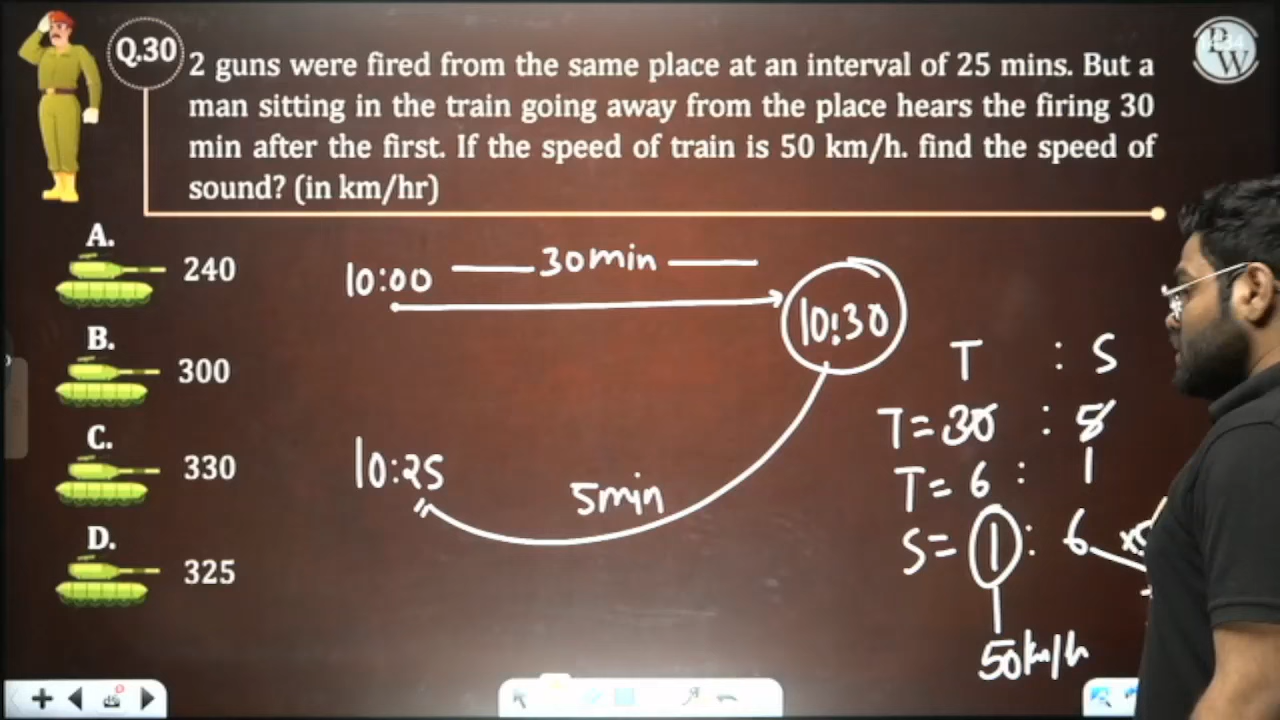 Q.30
2 guns were fired from the same place at an interval of 25 mins. But a
man sitting in the train going away from the place hears the firing 30
min after the first. If the speed of train is 50 km/h. find the speed of
sound? (in km/hr)
A.
240
B.
300
C.
330
D.
325
10:00 30min 10:30
10:25 5min
T : S
T= 30 : 5
T= 6 : 1
S= 1 : 6
50km/h
PW